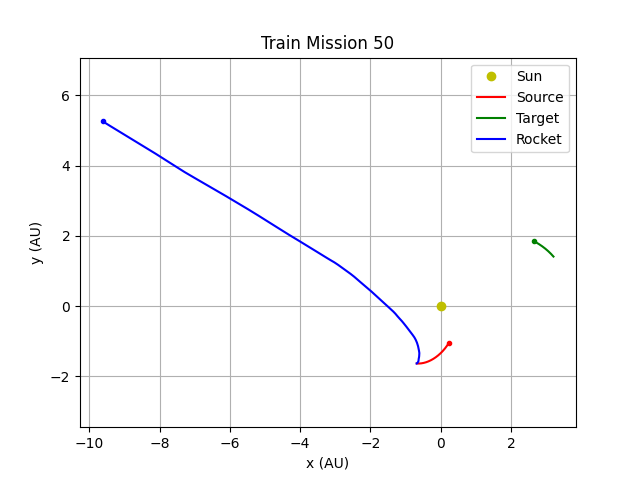 Train Mission 50
Sun
Source
Target
Rocket
y (AU)
6
4
2
0
−2
−10
−8
−6
−4
−2
0
2
x (AU)